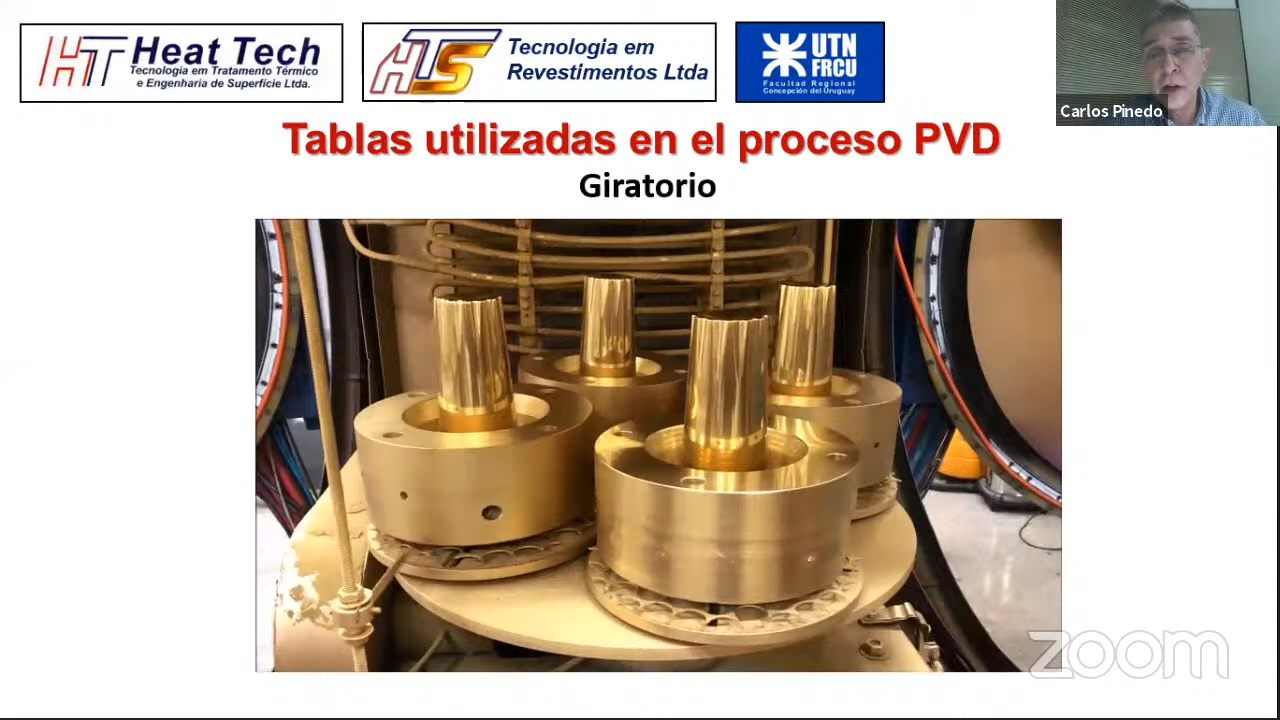 HT Heat Tech
Tecnologia em Tratamento Térmico
e Engenharia de Superfície Ltda.
HTS Tecnologia em
Revestimentos Ltda
UTN
FRCU
Facultad Regional
Concepción del Uruguay
Carlos Pinedo
Tablas utilizadas en el proceso PVD
Giratorio
zoom